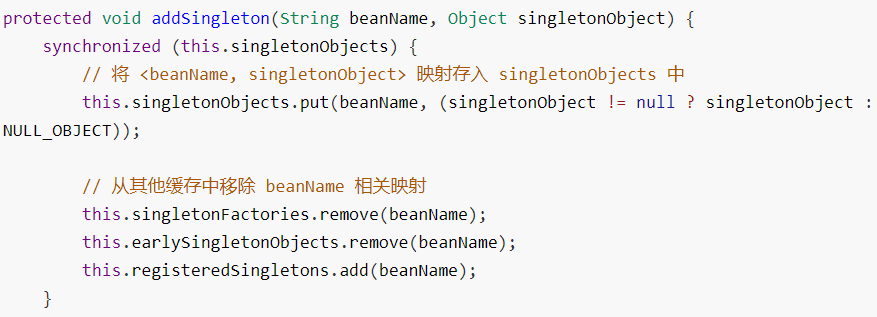 protected void addSingleton(String beanName, Object singletonObject) {
    synchronized (this.singletonObjects) {
        // 将 <beanName, singletonObject> 映射存入 singletonObjects 中
        this.singletonObjects.put(beanName, (singletonObject != null ? singletonObject :
NULL_OBJECT));

        // 从其他缓存中移除 beanName 相关映射
        this.singletonFactories.remove(beanName);
        this.earlySingletonObjects.remove(beanName);
        this.registeredSingletons.add(beanName);
    }